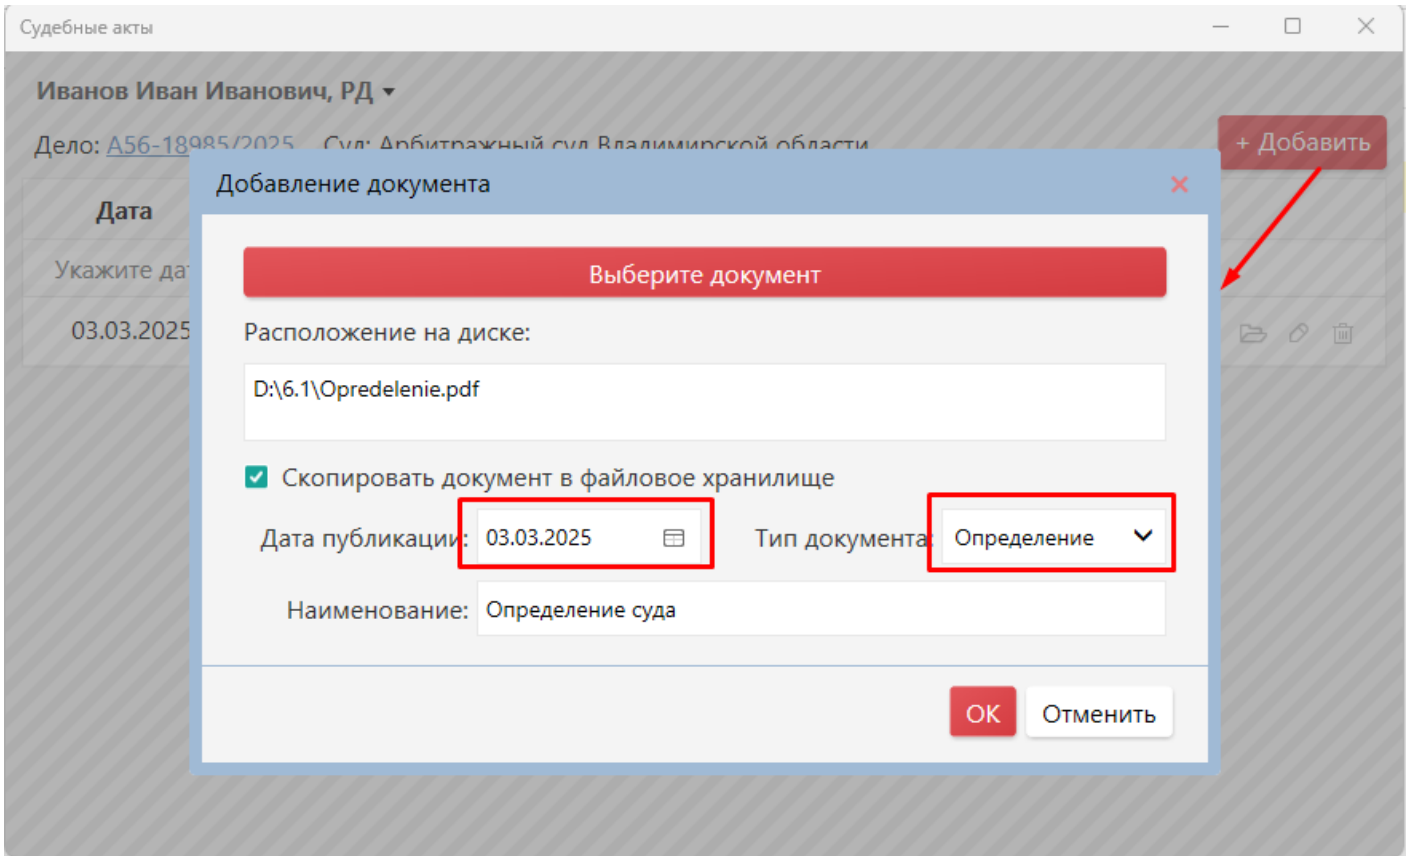 Судебные акты
Иванов Иван Иванович, РД
Дело: А56-18985/2025 Суд: Арбитражный суд Владимирской области
+ Добавить
Добавление документа
Дата
Выберите документ
Укажите да
03.03.2025
Расположение на диске:
D:\6.1\Opredelenie.pdf
Скопировать документ в файловое хранилище
Дата публикации: 03.03.2025 Тип документа: Определение
Наименование: Определение суда
ОК Отменить